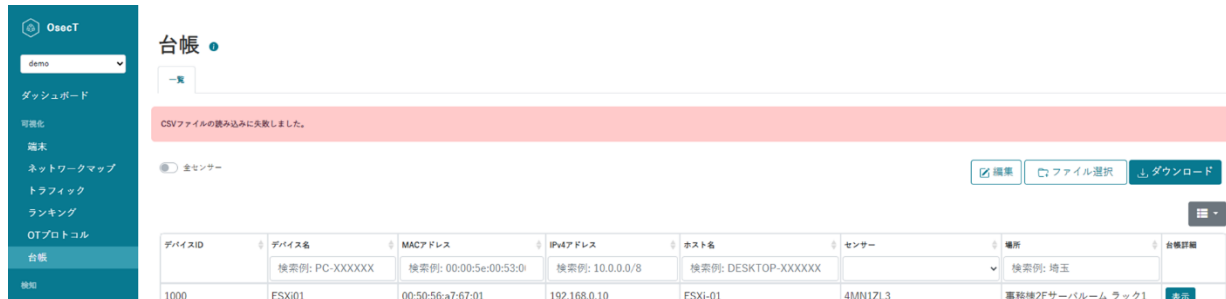 OsecT
台帳
demo
一覧
ダッシュボード
可視化
CSVファイルの読み込みに失敗しました。
端末
ネットワークマップ
全センサー
編集
ファイル選択
ダウンロード
トラフィック
ランキング
OTプロトコル
台帳
検知
デバイスID デバイス名 MACアドレス IPv4アドレス ホスト名 センサー 場所 台帳詳細
検索例: PC-XXXXXX 検索例: 00:00:5e:00:53:0 検索例: 10.0.0.0/8 検索例: DESKTOP-XXXXXX 検索例: 埼玉
1000 ESXi01 00:50:56:a7:67:01 192.168.0.10 ESXi-01 4MN1ZL3 事務棟2Fサーバルーム ラック1 表示